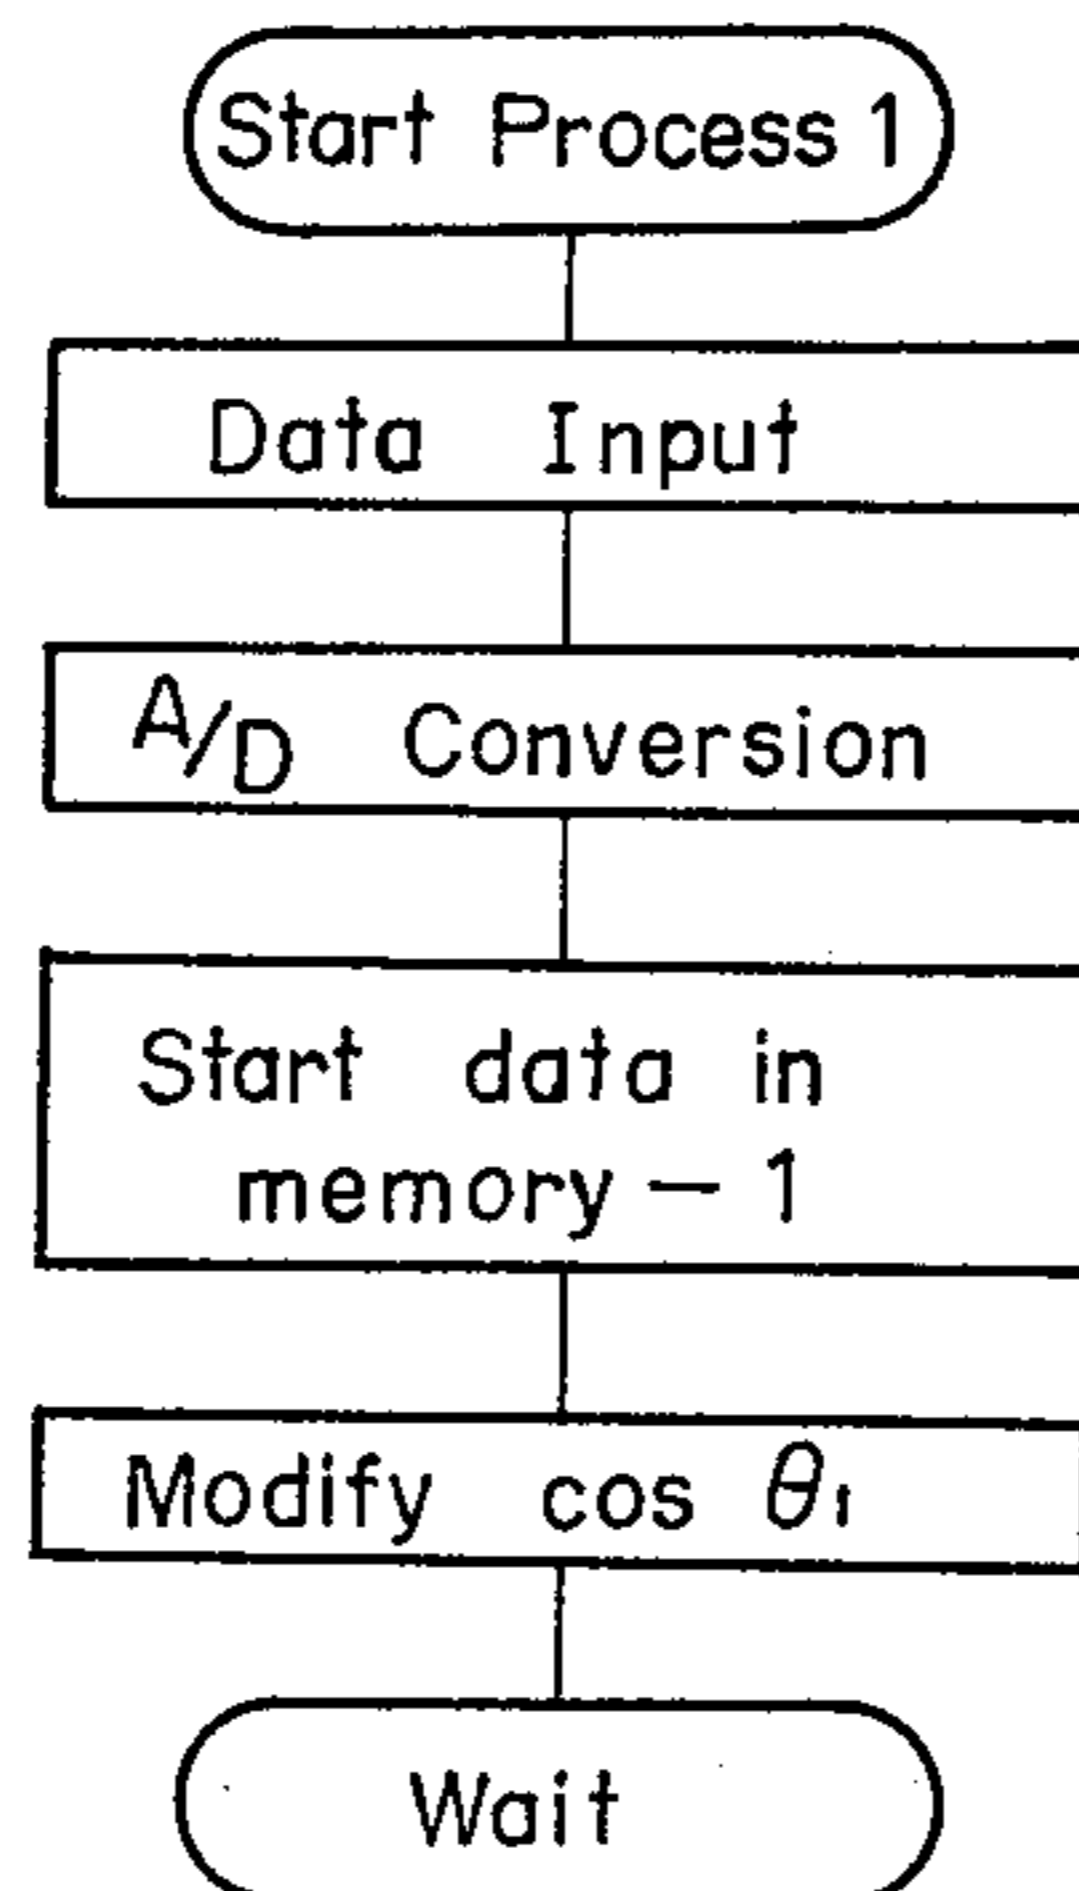 Start Process 1
Data Input
A/D Conversion
Start data in
memory - 1
Modify cos θ₁
Wait